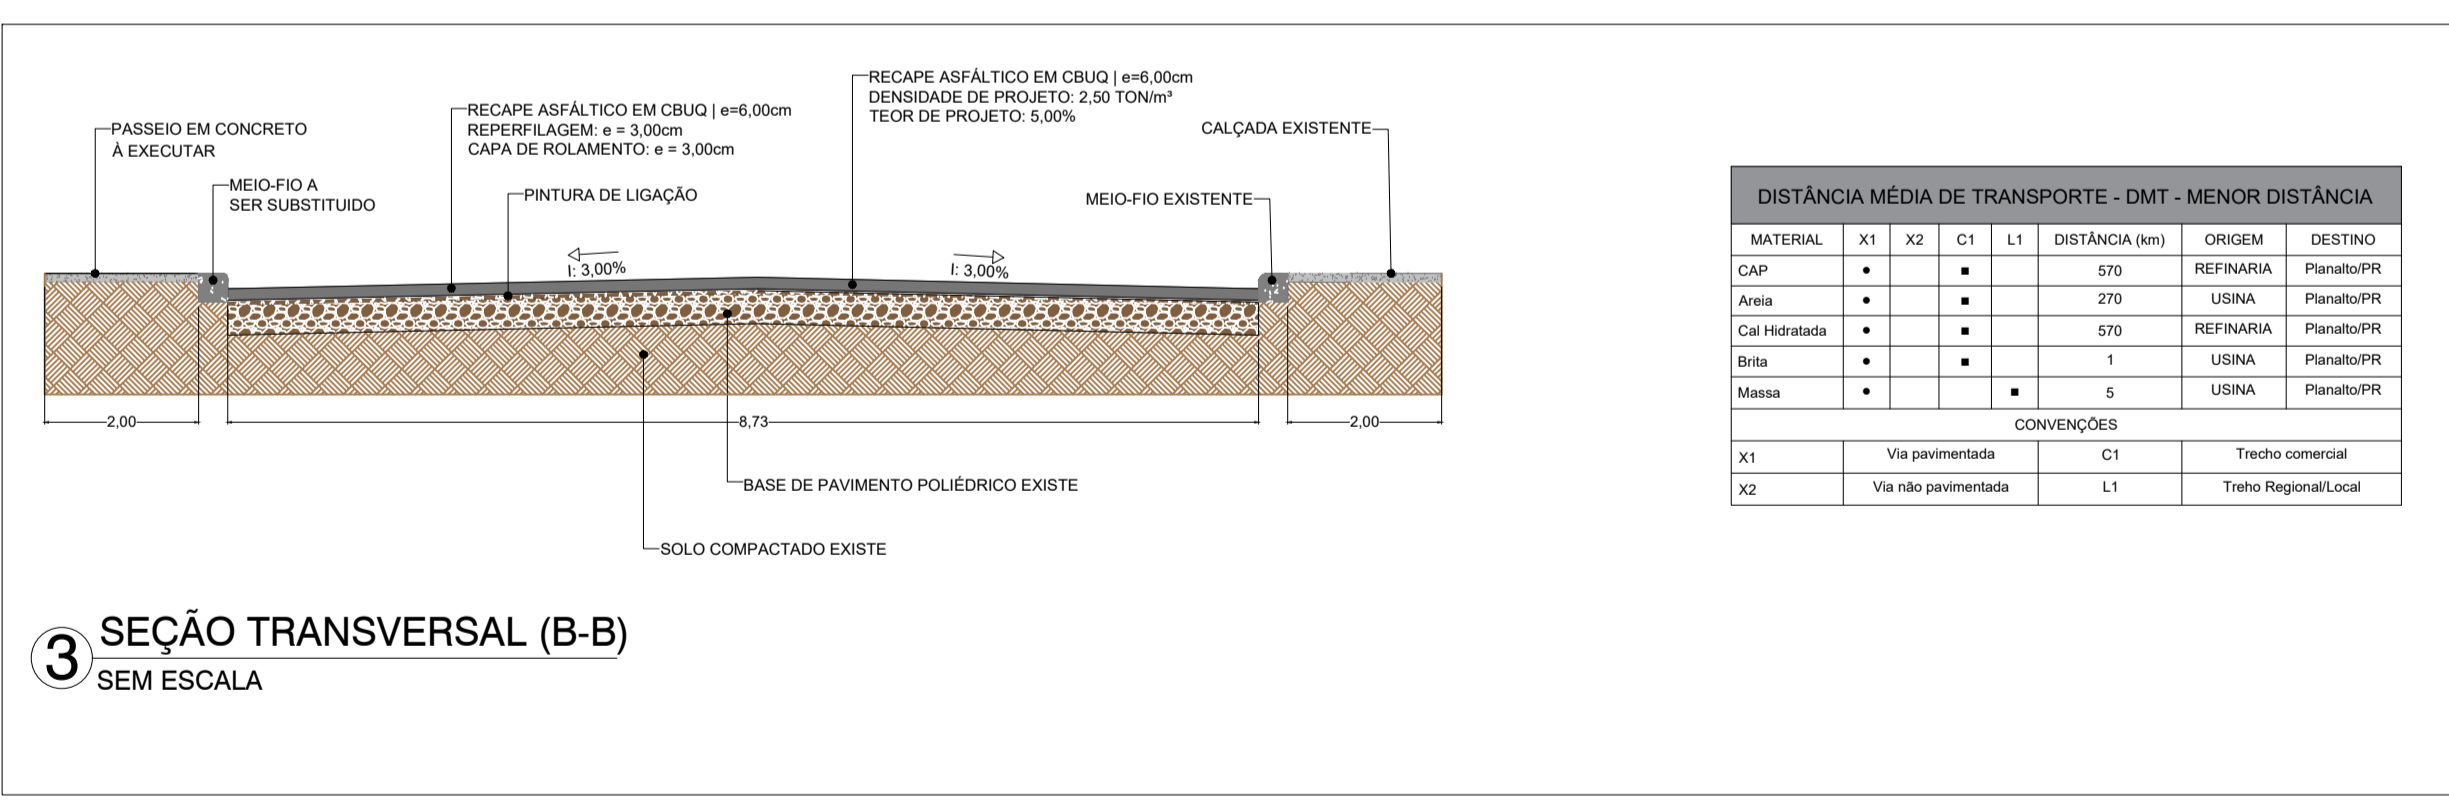 RECAPE ASFÁLTICO EM CBUQ | e=6,00cm
DENSIDADE DE PROJETO: 2,50 TON/m³
TEOR DE PROJETO: 5,00%
RECAPE ASFÁLTICO EM CBUQ | e=6,00cm
REPERFILAGEM: e = 3,00cm
CAPA DE ROLAMENTO: e = 3,00cm
PASSEIO EM CONCRETO
À EXECUTAR
CALÇADA EXISTENTE
MEIO-FIO A
SER SUBSTITUIDO
PINTURA DE LIGAÇÃO
MEIO-FIO EXISTENTE
I: 3,00%
I: 3,00%
2,00
8,73
2,00
BASE DE PAVIMENTO POLIÉDRICO EXISTE
SOLO COMPACTADO EXISTE
3 SEÇÃO TRANSVERSAL (B-B)
SEM ESCALA
DISTÂNCIA MÉDIA DE TRANSPORTE - DMT - MENOR DISTÂNCIA
MATERIAL X1 X2 C1 L1 DISTÂNCIA (km) ORIGEM DESTINO
CAP • ■ 570 REFINARIA Planalto/PR
Areia • ■ 270 USINA Planalto/PR
Cal Hidratada • ■ 570 REFINARIA Planalto/PR
Brita • ■ 1 USINA Planalto/PR
Massa • ■ 5 USINA Planalto/PR
CONVENÇÕES
X1 Via pavimentada C1 Trecho comercial
X2 Via não pavimentada L1 Treho Regional/Local